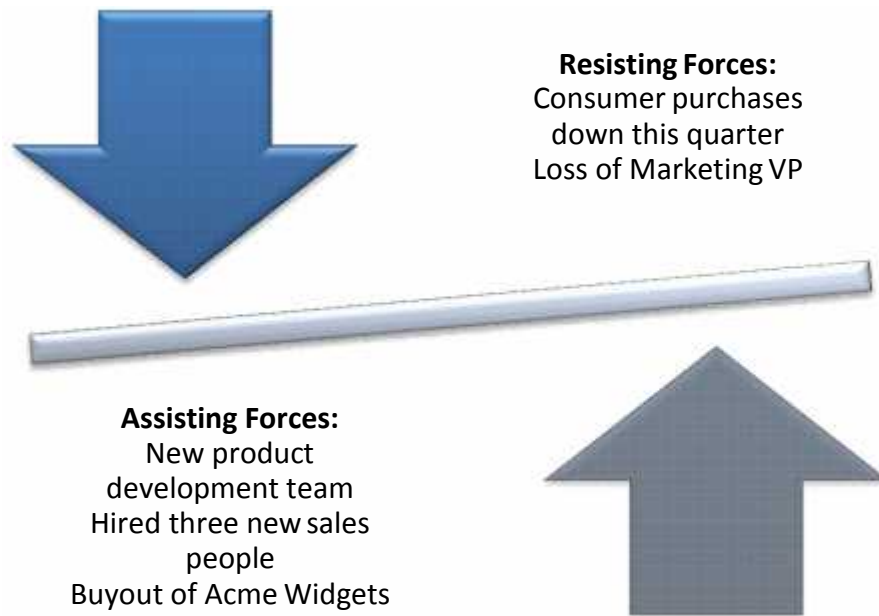 Resisting Forces:
Consumer purchases
down this quarter
Loss of Marketing VP
Assisting Forces:
New product
development team
Hired three new sales
people
Buyout of Acme Widgets